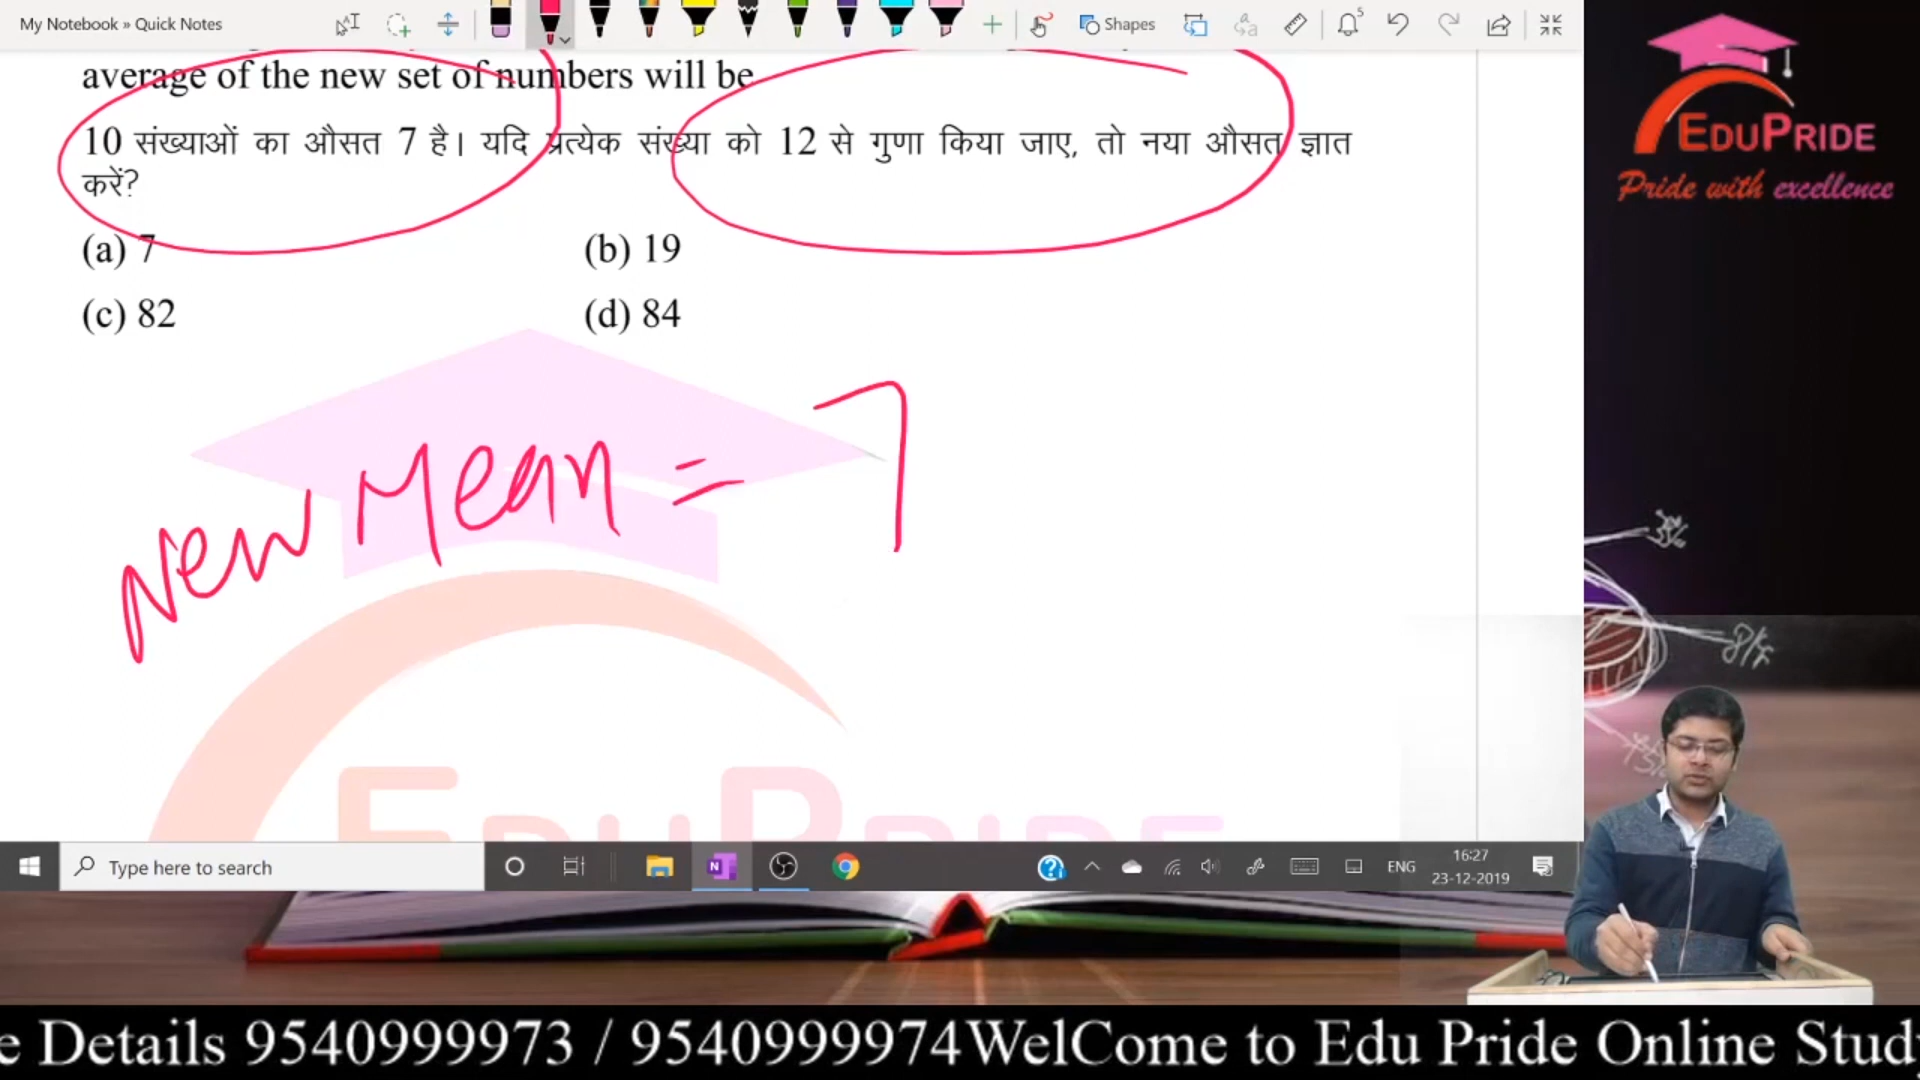 My Notebook » Quick Notes
Shapes
5
average of the new set of numbers will be
10 संख्याओं का औसत 7 है। यदि प्रत्येक संख्या को 12 से गुणा किया जाए, तो नया औसत ज्ञात
करें?
(a) 7
(b) 19
(c) 82
(d) 84
New Mean = 7
EDUPRIDE
EDUPRIDE
Pride with excellence
Type here to search
ENG
16:27
23-12-2019
e Details 9540999973 / 9540999974WelCome to Edu Pride Online Stud